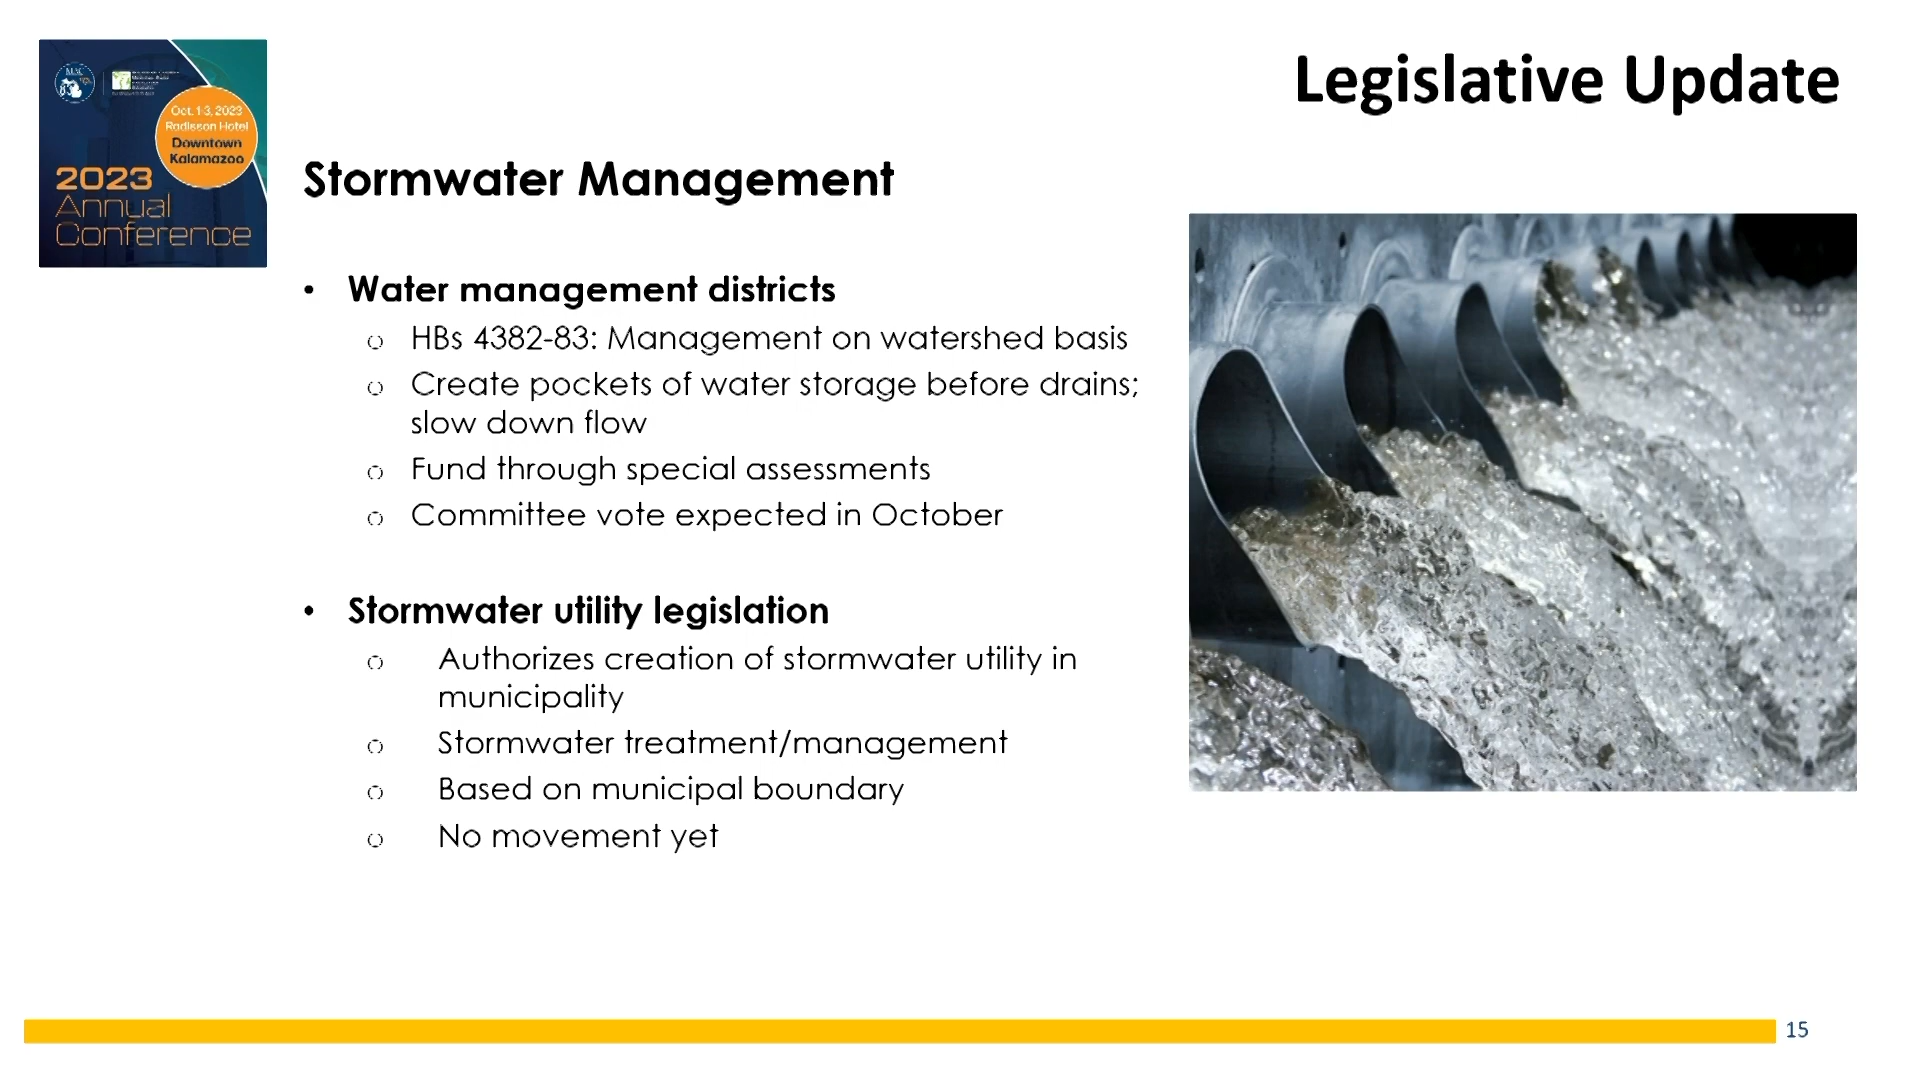 Legislative Update
MAC
Oct. 1-3, 2023
Radisson Hotel
Downtown
Kalamazoo
2023
Annual
Conference
Stormwater Management
• Water management districts
o HBs 4382-83: Management on watershed basis
o Create pockets of water storage before drains;
slow down flow
o Fund through special assessments
o Committee vote expected in October
• Stormwater utility legislation
o Authorizes creation of stormwater utility in
municipality
o Stormwater treatment/management
o Based on municipal boundary
o No movement yet
15